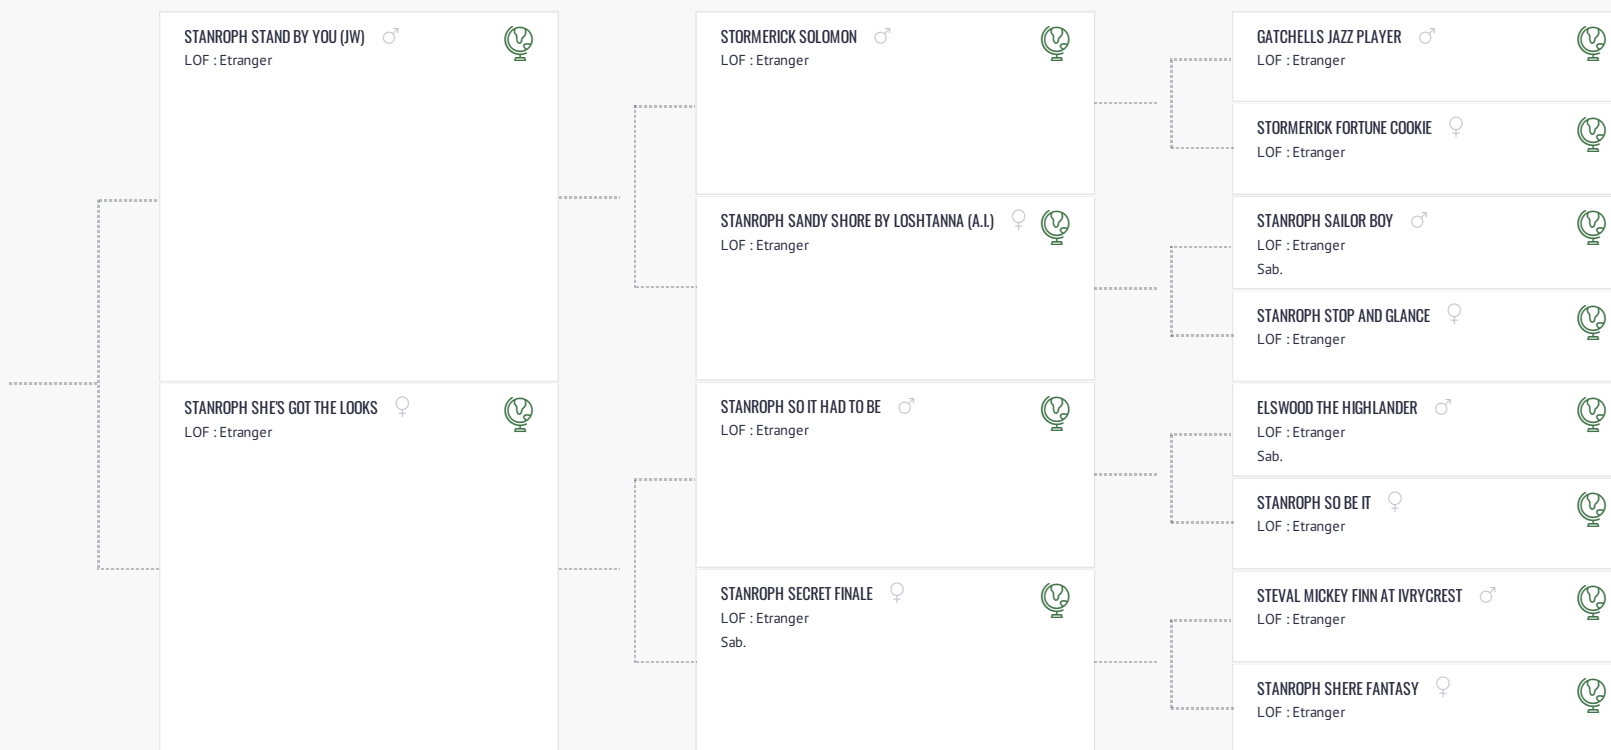 STANROPH STAND BY YOU (JW)
LOF : Etranger
STANROPH SHE'S GOT THE LOOKS
LOF : Etranger
STORMERICK SOLOMON
LOF : Etranger
STANROPH SANDY SHORE BY LOSHTANNA (A.I.)
LOF : Etranger
STANROPH SO IT HAD TO BE
LOF : Etranger
STANROPH SECRET FINALE
LOF : Etranger
Sab.
GATCHELLS JAZZ PLAYER
LOF : Etranger
STORMERICK FORTUNE COOKIE
LOF : Etranger
STANROPH SAILOR BOY
LOF : Etranger
Sab.
STANROPH STOP AND GLANCE
LOF : Etranger
ELSWOOD THE HIGHLANDER
LOF : Etranger
Sab.
STANROPH SO BE IT
LOF : Etranger
STEVAL MICKEY FINN AT IVRYCREST
LOF : Etranger
STANROPH SHERE FANTASY
LOF : Etranger